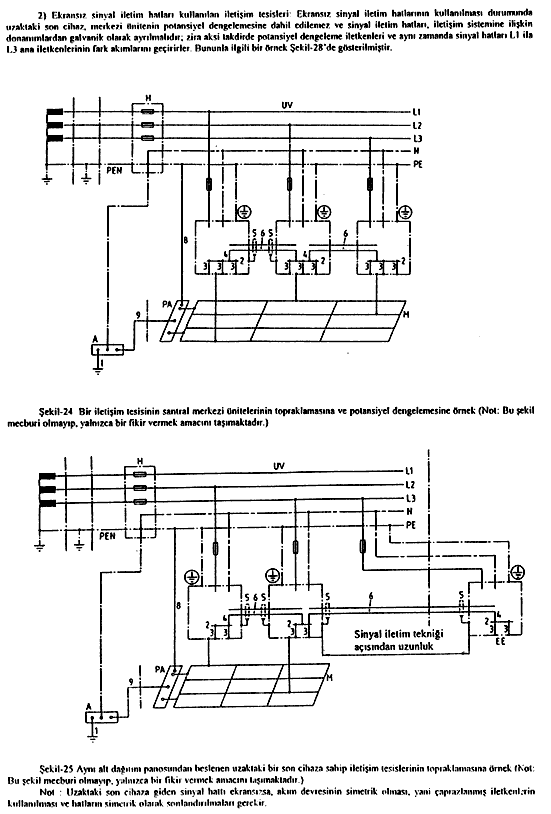 2) Ekransız sinyal iletim hatları kullanılan iletişim tesisleri: Ekransız sinyal iletim hatlarının kullanılması durumunda
uzaktaki son cihaz, merkezi ünitenin potansiyel dengelemesine dahil edilmez ve sinyal iletim hatları, iletişim sistemine ilişkin
donanımlardan galvanik olarak ayrılmalıdır; zira aksi takdirde potansiyel dengeleme iletkenleri ve aynı zamanda sinyal hatları L1 ila
L3 ana iletkenlerinin fark akımlarını geçirirler. Bununla ilgili bir örnek Şekil-28'de gösterilmiştir.
H
UV
L1
L2
L3
N
PEN
PE
8
5 6 5 6
4
3 3 3 2
3 3 2
3 3 2
PA
9
M
A
1
Şekil-24 Bir iletişim tesisinin santral merkezi ünitelerinin topraklamasına ve potansiyel dengelemesine örnek (Not: Bu şekil
mecburi olmayıp, yalnızca bir fikir vermek amacını taşımaktadır.)
H
UV
L1
L2
L3
N
PEN
PE
8
5 6 5 5 6 5
4 4
2 3 2 3 2 3
EE
Sinyal iletim tekniği
açısından uzunluk
PA
9
M
A
1
Şekil-25 Aynı alt dağıtım panosundan beslenen uzaktaki bir son cihaza sahip iletişim tesislerinin topraklamasına örnek (Not:
Bu şekil mecburi olmayıp, yalnızca bir fikir vermek amacını taşımaktadır.)
Not : Uzaktaki son cihaza giden sinyal hattı ekransızsa, akım devresinin simetrik olması, yani çaprazlanmış iletkenlerin
kullanılması ve hatların simetrik olarak sonlandırılmaları gerekir.